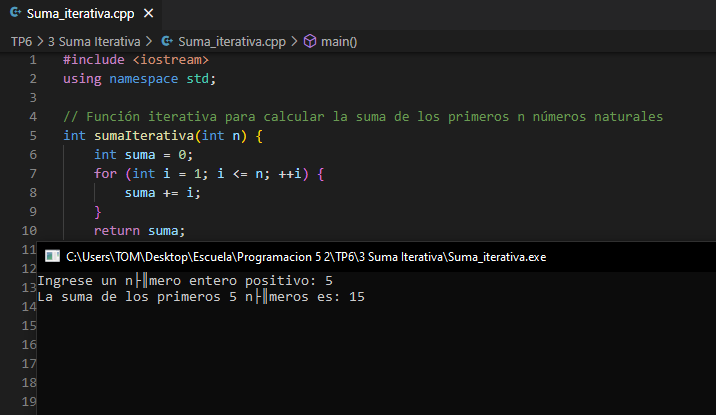 Suma_iterativa.cpp
TP6 > 3 Suma Iterativa > Suma_iterativa.cpp > main()
1 #include <iostream>
2 using namespace std;
3
4 // Función iterativa para calcular la suma de los primeros n números naturales
5 int sumaIterativa(int n) {
6 int suma = 0;
7 for (int i = 1; i <= n; ++i) {
8 suma += i;
9 }
10 return suma;
11
12
13
14
15
16
17
18
19
C:\Users\TOM\Desktop\Escuela\Programacion 5 2\TP6\3 Suma Iterativa\Suma_iterativa.exe
Ingrese un n├║mero entero positivo: 5
La suma de los primeros 5 n├║meros es: 15